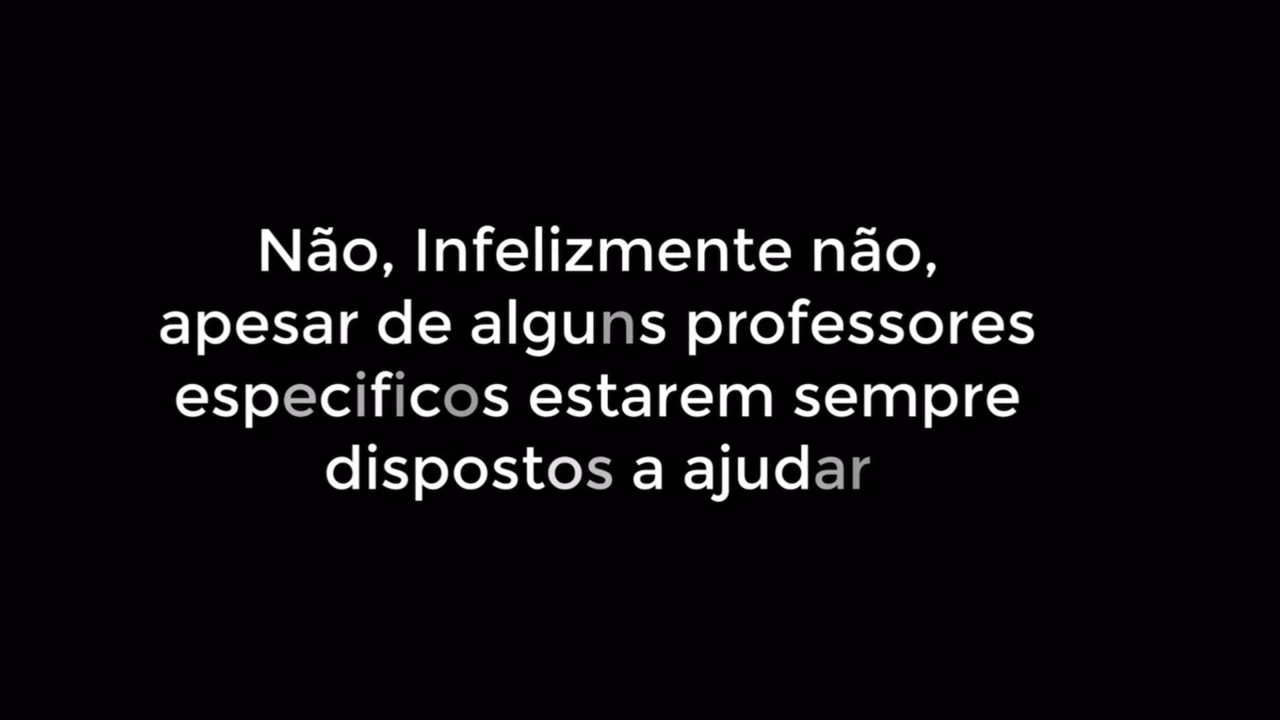 Não, Infelizmente não,
apesar de alguns professores
especificos estarem sempre
dispostos a ajudar